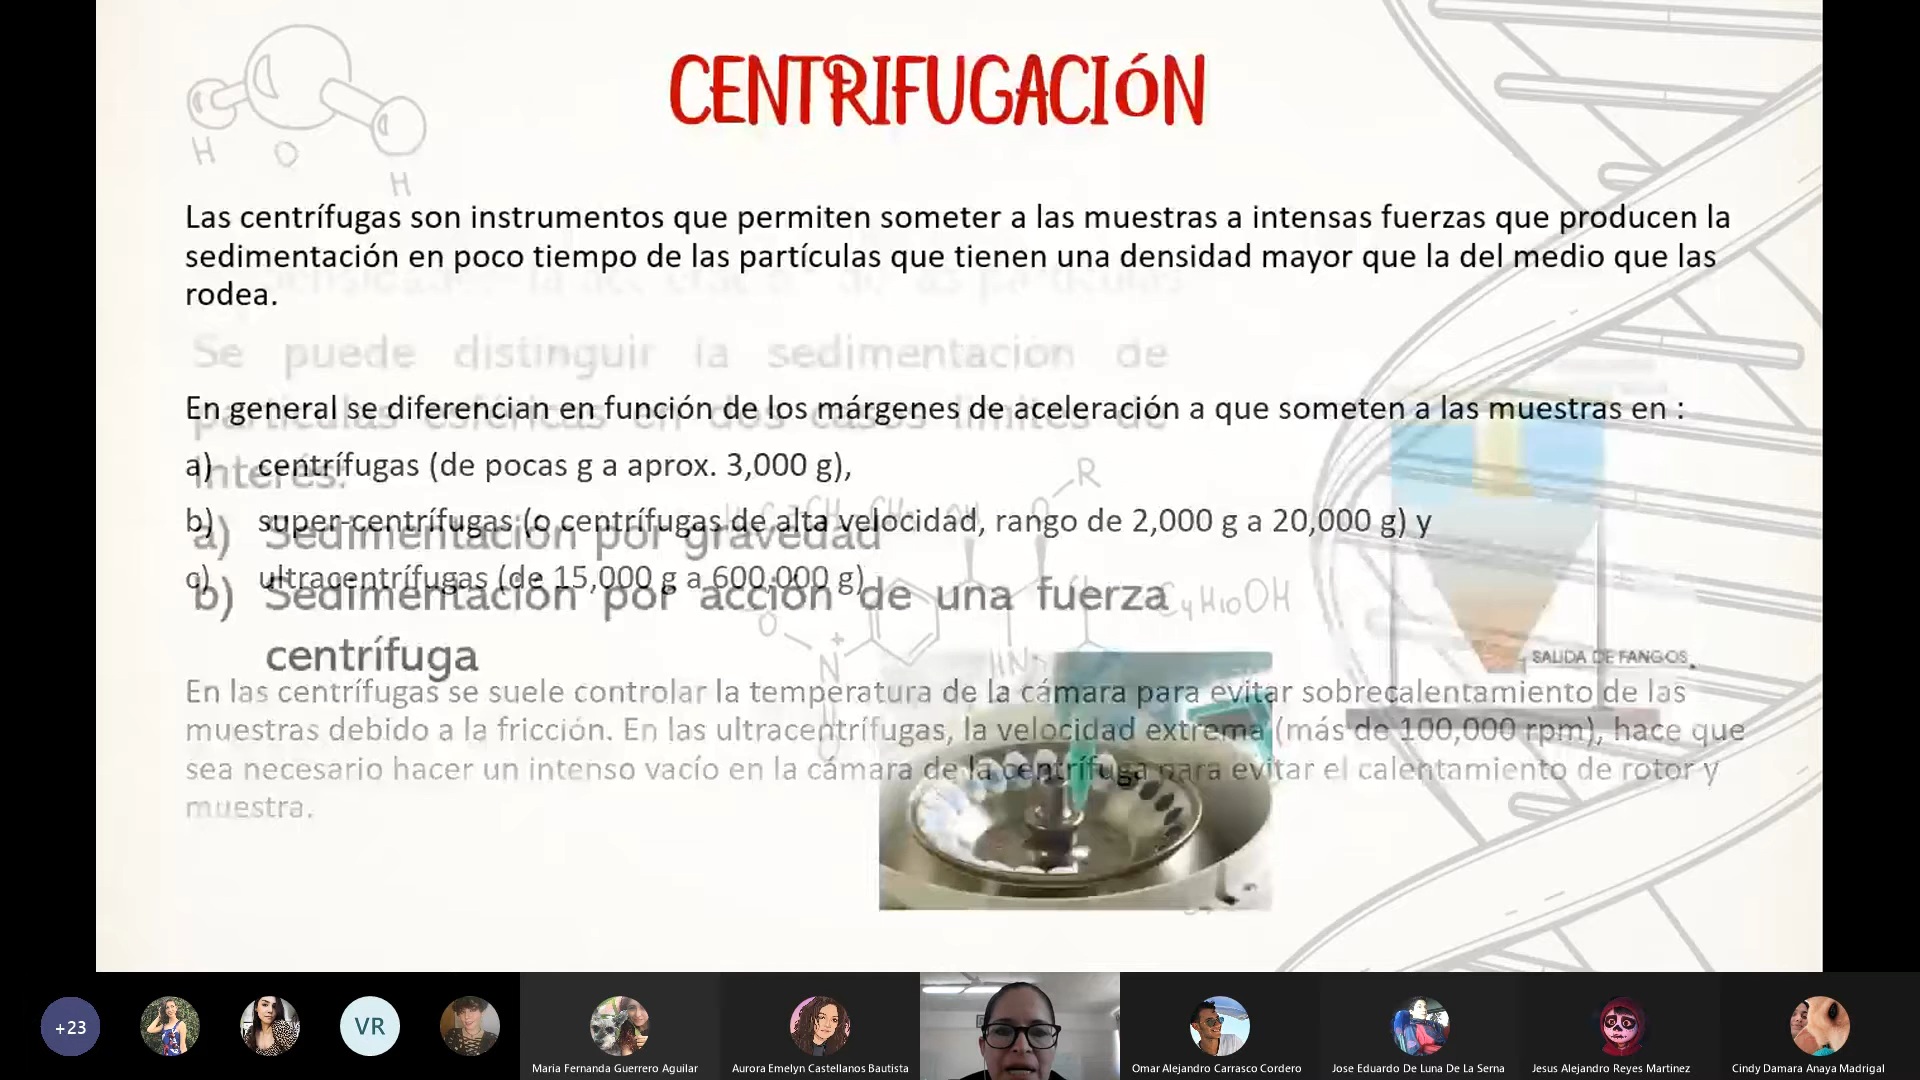 CENTRIFUGACIÓN
H
O
H
Las centrífugas son instrumentos que permiten someter a las muestras a intensas fuerzas que producen la
sedimentación en poco tiempo de las partículas que tienen una densidad mayor que la del medio que las
rodea.
Se puede distinguir la sedimentación de
En general se diferencian en función de los márgenes de aceleración a que someten a las muestras en :
partículas esféricas en dos casos límites de
a) centrífugas (de pocas g a aprox. 3,000 g),
interés:
R
b) super-centrífugas (o centrífugas de alta velocidad, rango de 2,000 g a 20,000 g) y
a) Sedimentación por gravedad
c) ultracentrífugas (de 15,000 g a 600,000 g)
b) Sedimentación por acción de una fuerza
centrífuga
C4H10OH
O
N
+
HN
SALIDA DE FANGOS
En las centrífugas se suele controlar la temperatura de la cámara para evitar sobrecalentamiento de las
muestras debido a la fricción. En las ultracentrífugas, la velocidad extrema (más de 100,000 rpm), hace que
sea necesario hacer un intenso vacío en la cámara de la centrífuga para evitar el calentamiento de rotor y
muestra.
+23
VR
Maria Fernanda Guerrero Aguilar
Aurora Emelyn Castellanos Bautista
Omar Alejandro Carrasco Cordero
Jose Eduardo De Luna De La Serna
Jesus Alejandro Reyes Martinez
Cindy Damara Anaya Madrigal